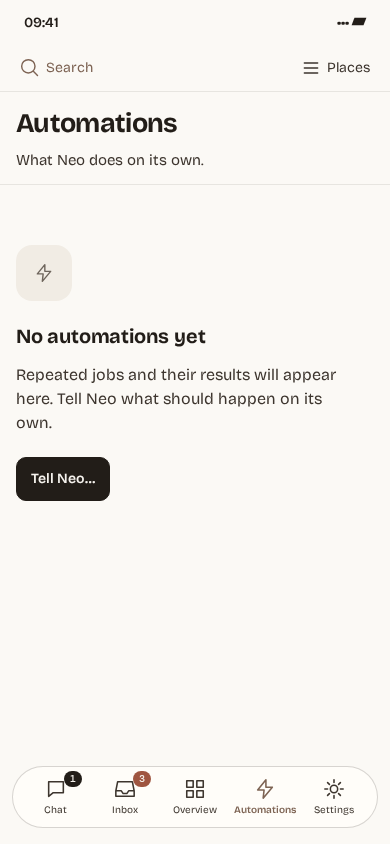 09:41
Search
Places
Automations
What Neo does on its own.
No automations yet
Repeated jobs and their results will appear
here. Tell Neo what should happen on its
own.
Tell Neo...
1
3
Chat
Inbox
Overview
Automations
Settings